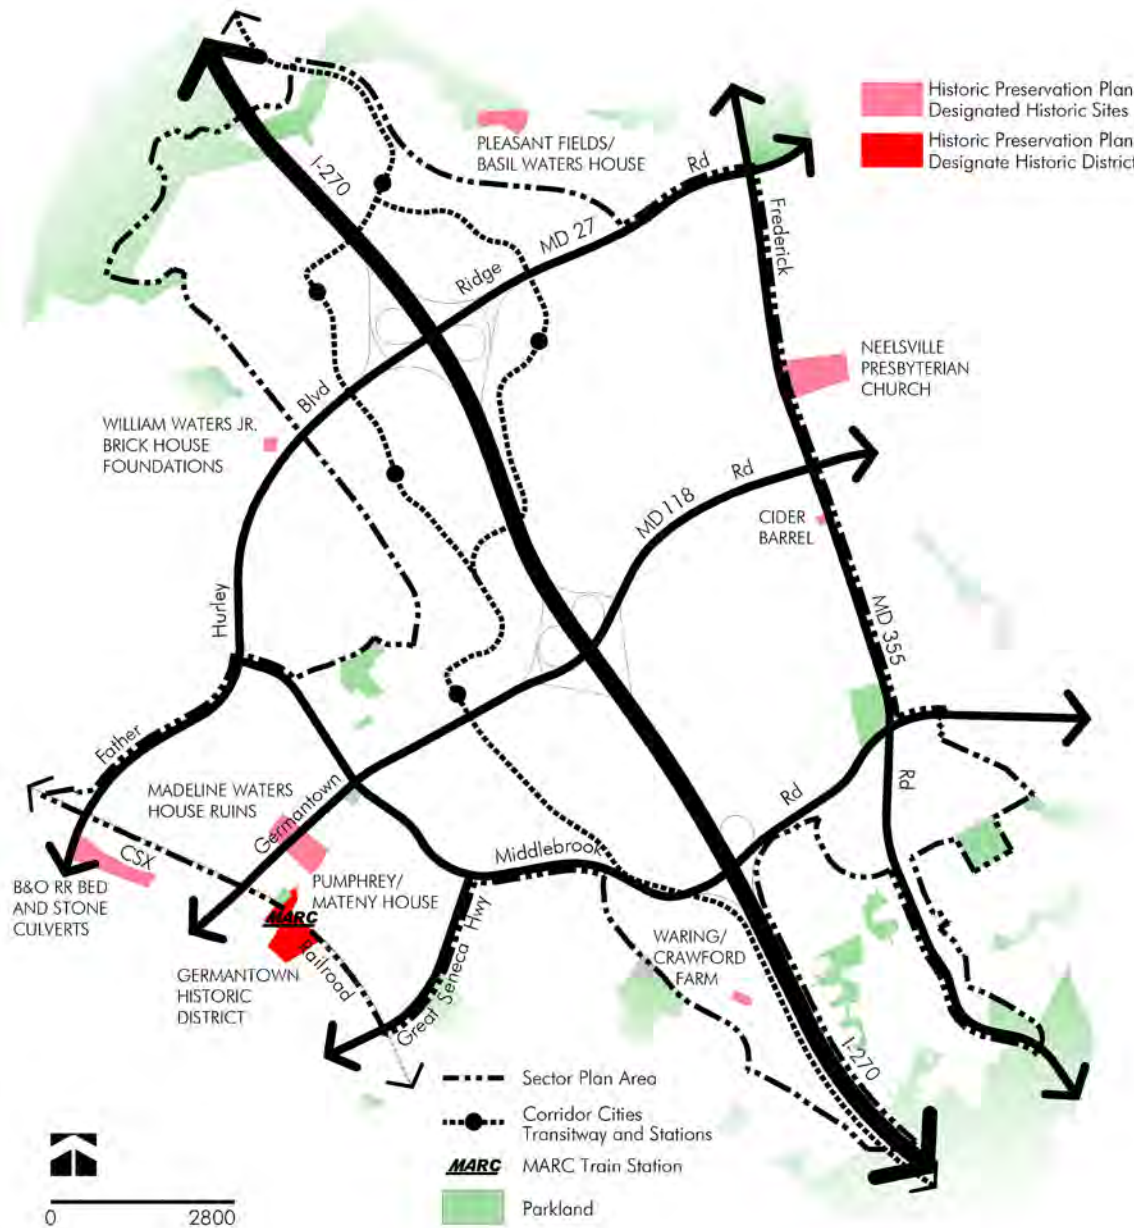 Historic Preservation Plan
Designated Historic Sites
Historic Preservation Plan
Designate Historic District
PLEASANT FIELDS/
BASIL WATERS HOUSE
Rd
I-270
MD 27
Frederick
Ridge
NEELSVILLE
PRESBYTERIAN
CHURCH
Blvd
WILLIAM WATERS JR.
BRICK HOUSE
FOUNDATIONS
Rd
MD 118
CIDER
BARREL
Hurley
MD 355
Father
MADELINE WATERS
HOUSE RUINS
Germantown
Rd
Rd
CSX
Middlebrook
B&O RR BED
AND STONE
CULVERTS
PUMPHREY/
MATENY HOUSE
MARC
Railroad
Great Seneca Hwy
WARING/
CRAWFORD
FARM
GERMANTOWN
HISTORIC
DISTRICT
I-270
Sector Plan Area
Corridor Cities
Transitway and Stations
MARC MARC Train Station
Parkland
0 2800